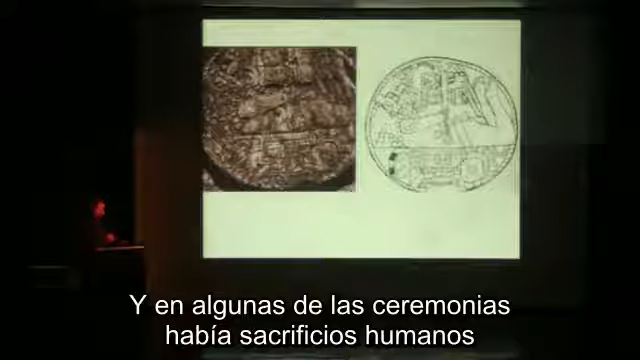 Y en algunas de las ceremonias
había sacrificios humanos